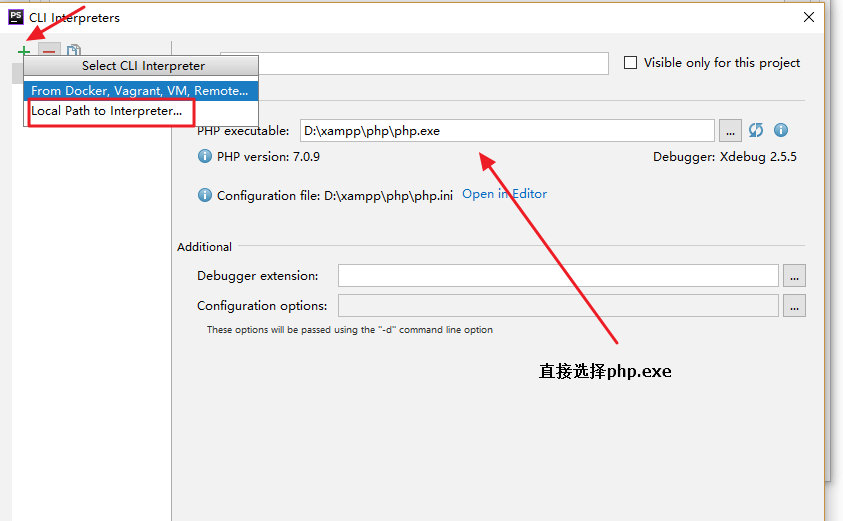 PS CLI Interpreters
Select CLI Interpreter
From Docker, Vagrant, VM, Remote...
Local Path to Interpreter...
Visible only for this project
PHP executable: D:\xampp\php\php.exe ...
PHP version: 7.0.9 Debugger: Xdebug 2.5.5
Configuration file: D:\xampp\php\php.ini Open in Editor
Additional
Debugger extension: ...
Configuration options: ...
These options will be passed using the "-d" command line option
直接选择php.exe